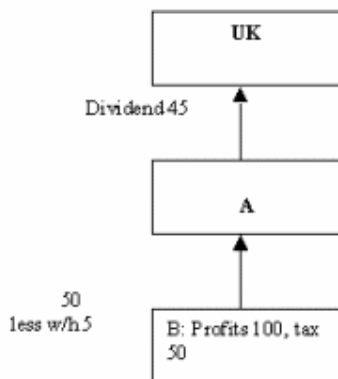 UK
Dividend 45
A
50
less w/h 5
B: Profits 100, tax
50